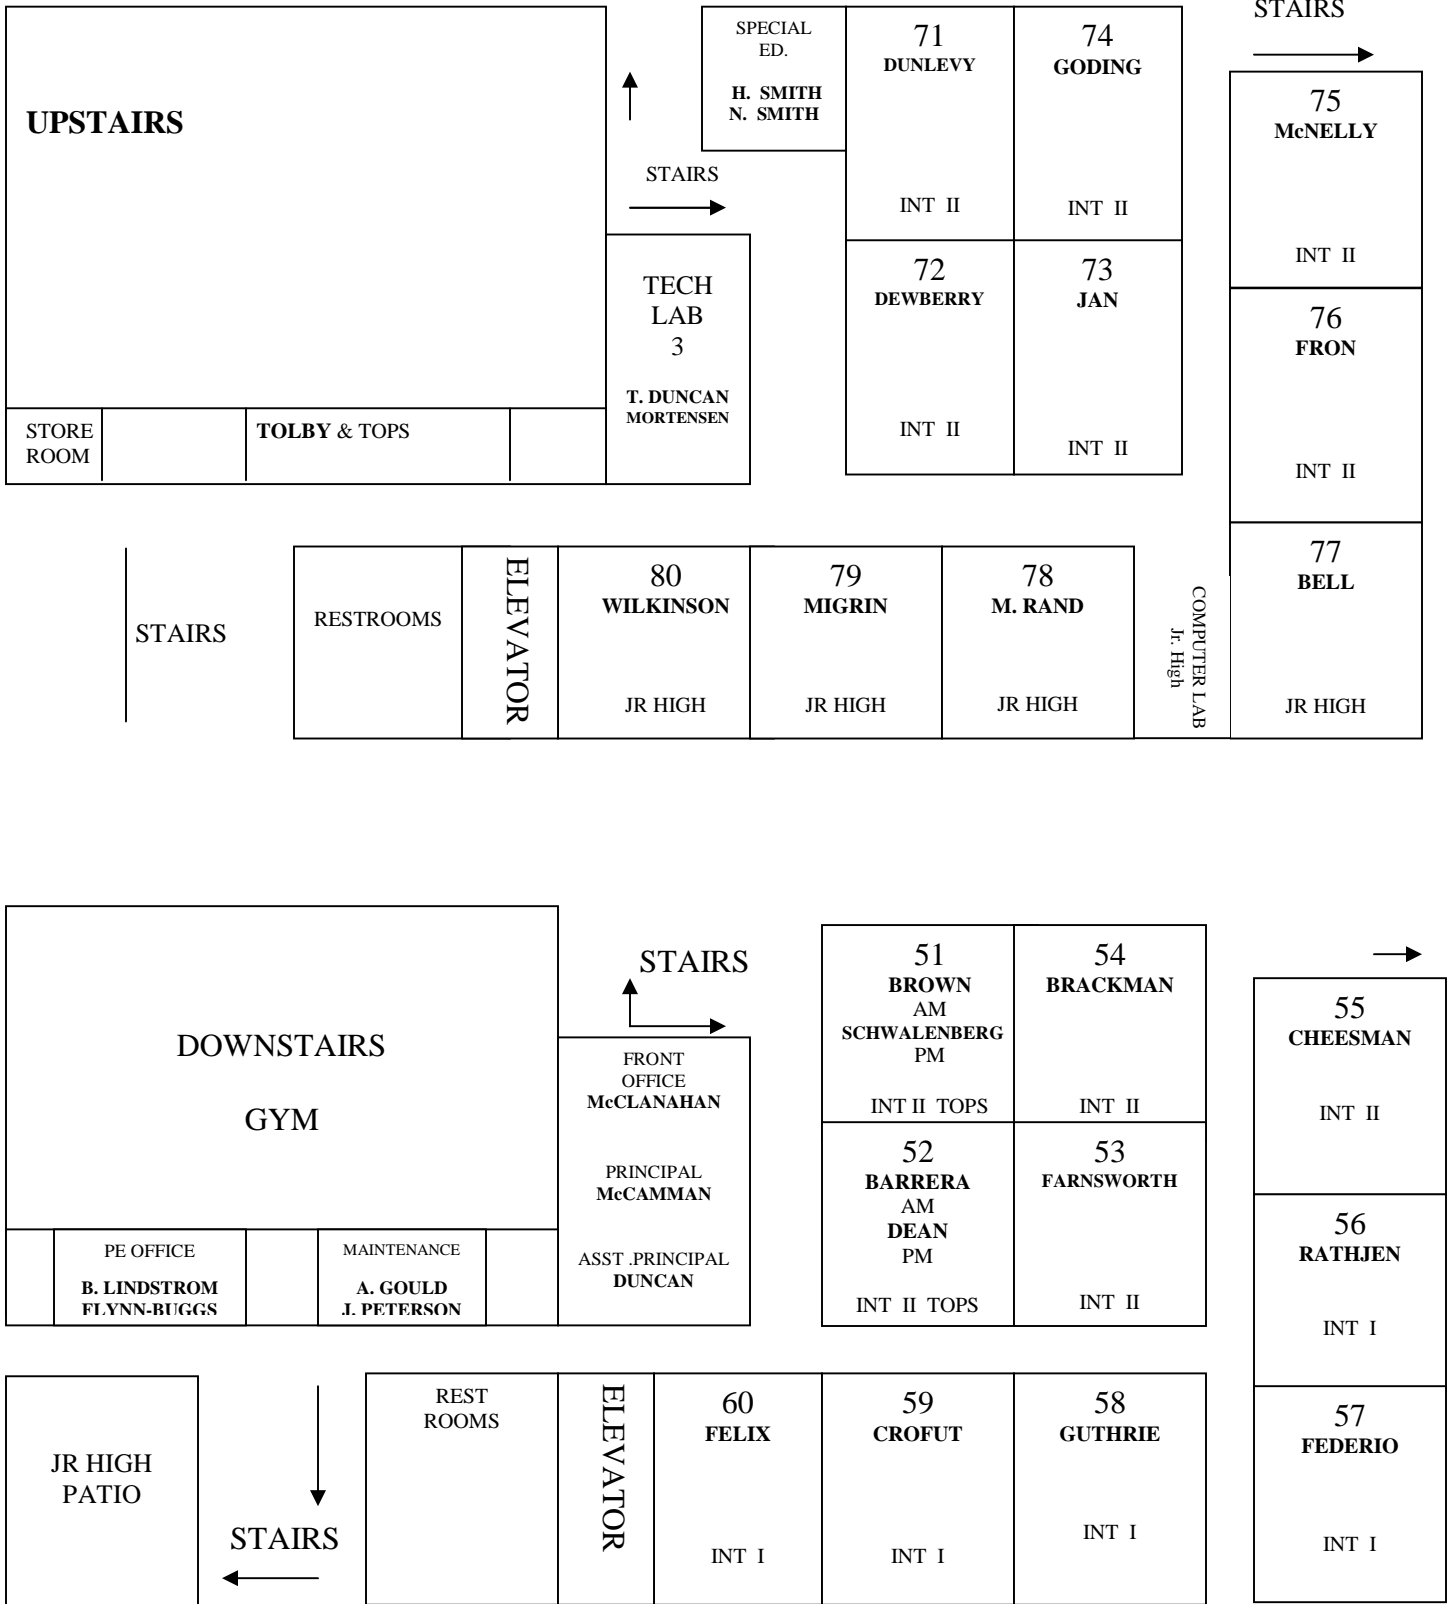 STAIRS
UPSTAIRS
SPECIAL
ED.
H. SMITH
N. SMITH
71
DUNLEVY
INT II
74
GODING
INT II
75
McNELLY
INT II
STAIRS
TECH
LAB
3
T. DUNCAN
MORTENSEN
72
DEWBERRY
INT II
73
JAN
INT II
76
FRON
INT II
STORE
ROOM
TOLBY & TOPS
STAIRS
RESTROOMS
ELEVATOR
80
WILKINSON
JR HIGH
79
MIGRIN
JR HIGH
78
M. RAND
JR HIGH
COMPUTER LAB
Jr. High
77
BELL
JR HIGH
DOWNSTAIRS
GYM
STAIRS
FRONT
OFFICE
McCLANAHAN
PRINCIPAL
McCAMMAN
ASST .PRINCIPAL
DUNCAN
51
BROWN
AM
SCHWALENBERG
PM
INT II TOPS
54
BRACKMAN
INT II
55
CHEESMAN
INT II
52
BARRERA
AM
DEAN
PM
INT II TOPS
53
FARNSWORTH
INT II
56
RATHJEN
INT I
PE OFFICE
B. LINDSTROM
FLYNN-BUGGS
MAINTENANCE
A. GOULD
J. PETERSON
JR HIGH
PATIO
STAIRS
REST
ROOMS
ELEVATOR
60
FELIX
INT I
59
CROFUT
INT I
58
GUTHRIE
INT I
57
FEDERIO
INT I